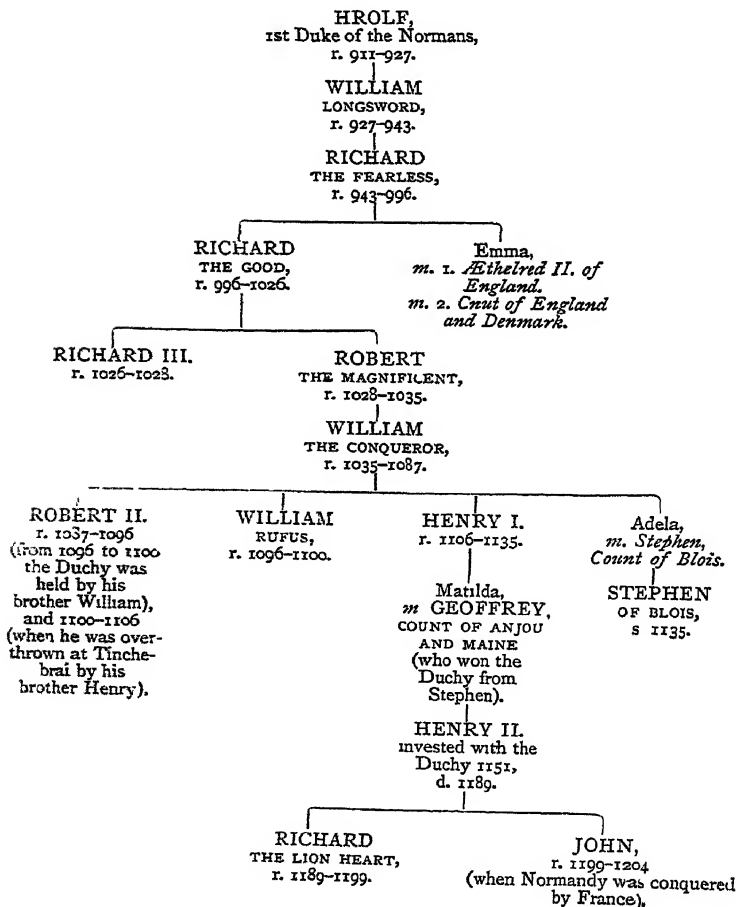 HROLF,
1st Duke of the Normans,
r. 911–927.
WILLIAM
LONGSWORD,
r. 927–943.
RICHARD
THE FEARLESS,
r. 943–996.
RICHARD
THE GOOD,
r. 996–1026.
Emma,
m. 1. Æthelred II. of
England.
m. 2. Cnut of England
and Denmark.
RICHARD III.
r. 1026–1028.
ROBERT
THE MAGNIFICENT,
r. 1028–1035.
WILLIAM
THE CONQUEROR,
r. 1035–1087.
ROBERT II.
r. 1087–1096
(from 1096 to 1100
the Duchy was
held by his
brother William),
and 1100–1106
(when he was over-
thrown at Tinche-
brai by his
brother Henry).
WILLIAM
RUFUS,
r. 1096–1100.
HENRY I.
r. 1106–1135.
Matilda,
m GEOFFREY,
COUNT OF ANJOU
AND MAINE
(who won the
Duchy from
Stephen).
Adela,
m. Stephen,
Count of Blois.
STEPHEN
OF BLOIS,
s 1135.
HENRY II.
invested with the
Duchy 1151,
d. 1189.
RICHARD
THE LION HEART,
r. 1189–1199.
JOHN,
r. 1199–1204
(when Normandy was conquered
by France).